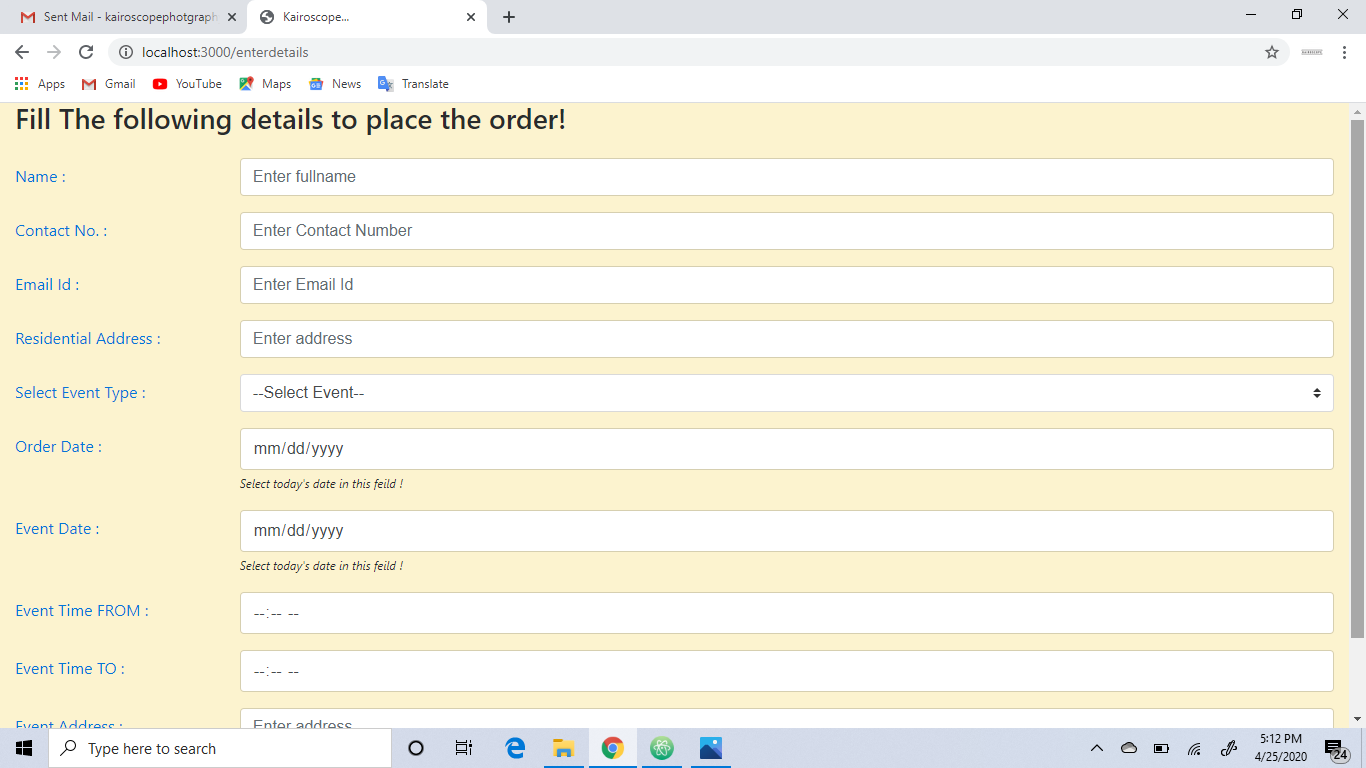 Sent Mail - kairoscopephotgraph
Kairoscope...
localhost:3000/enterdetails
Apps
Gmail
YouTube
Maps
News
Translate
Fill The following details to place the order!
Name :
Enter fullname
Contact No. :
Enter Contact Number
Email Id :
Enter Email Id
Residential Address :
Enter address
Select Event Type :
--Select Event--
Order Date :
mm/dd/yyyy
Select today's date in this feild !
Event Date :
mm/dd/yyyy
Select today's date in this feild !
Event Time FROM :
--:-- --
Event Time TO :
--:-- --
Event Address :
Enter address
Type here to search
5:12 PM
4/25/2020
24